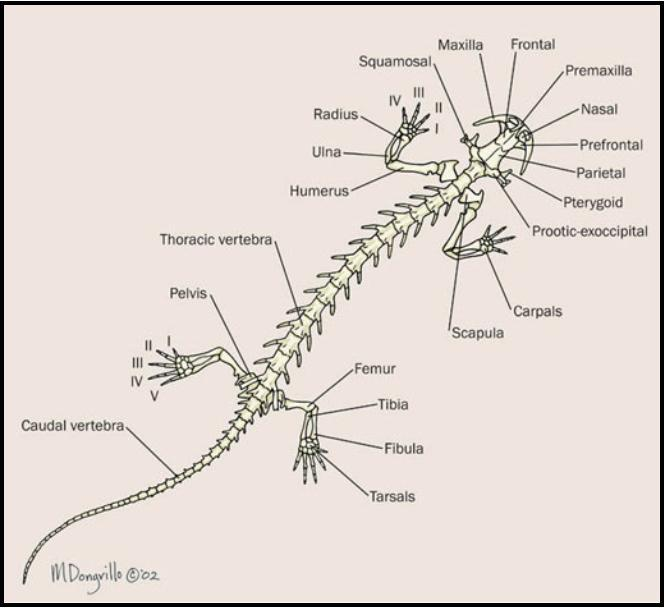 Maxilla
Frontal
Squamosal
Premaxilla
IV
III
II
I
Nasal
Radius
Prefrontal
Ulna
Parietal
Humerus
Pterygoid
Prootic-exoccipital
Thoracic vertebra
Pelvis
Carpals
Scapula
II
I
III
IV
V
Femur
Tibia
Caudal vertebra
Fibula
Tarsals
MDongvillo ©'02